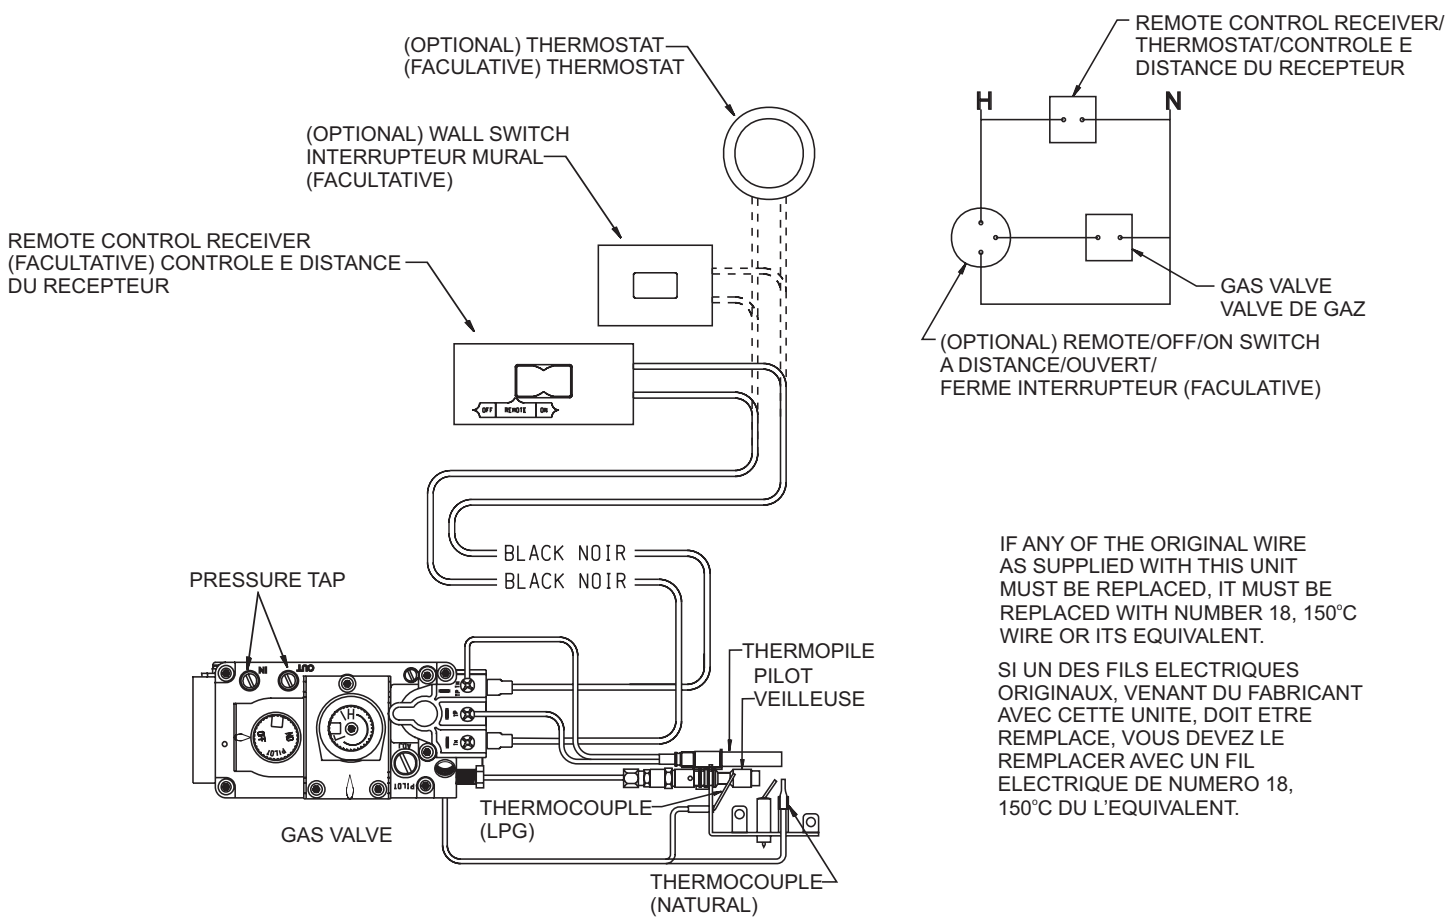 (OPTIONAL) THERMOSTAT
(FACULATIVE) THERMOSTAT
(OPTIONAL) WALL SWITCH
INTERRUPTEUR MURAL
(FACULTATIVE)
REMOTE CONTROL RECEIVER
(FACULTATIVE) CONTROLE E DISTANCE
DU RECEPTEUR
OFF REMOTE ON
REMOTE CONTROL RECEIVER/
THERMOSTAT/CONTROLE E
DISTANCE DU RECEPTEUR
H N
GAS VALVE
VALVE DE GAZ
(OPTIONAL) REMOTE/OFF/ON SWITCH
A DISTANCE/OUVERT/
FERME INTERRUPTEUR (FACULATIVE)
BLACK NOIR
BLACK NOIR
PRESSURE TAP
IN OUT
H
OFF PILOT ON
PILOT
THERMOPILE
PILOT
VEILLEUSE
THERMOCOUPLE
(LPG)
GAS VALVE
THERMOCOUPLE
(NATURAL)
IF ANY OF THE ORIGINAL WIRE
AS SUPPLIED WITH THIS UNIT
MUST BE REPLACED, IT MUST BE
REPLACED WITH NUMBER 18, 150°C
WIRE OR ITS EQUIVALENT.
SI UN DES FILS ELECTRIQUES
ORIGINAUX, VENANT DU FABRICANT
AVEC CETTE UNITE, DOIT ETRE
REMPLACE, VOUS DEVEZ LE
REMPLACER AVEC UN FIL
ELECTRIQUE DE NUMERO 18,
150°C DU L'EQUIVALENT.